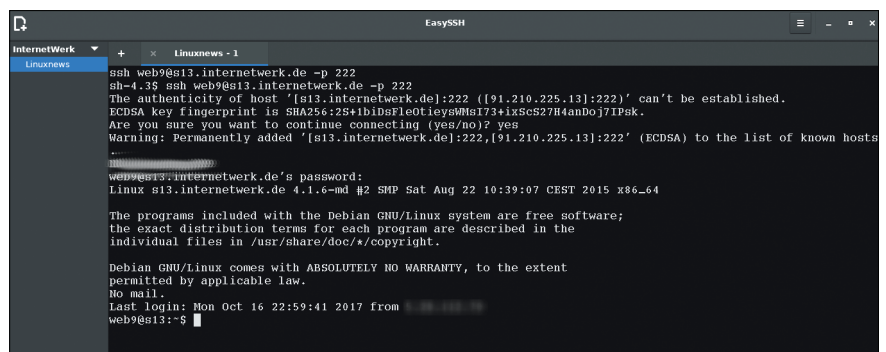 EasySSH
InternetWerk
Linuxnews
+ × Linuxnews - 1
ssh web9@s13.internetwerk.de -p 222
sh-4.3$ ssh web9@s13.internetwerk.de -p 222
The authenticity of host '[s13.internetwerk.de]:222 ([91.210.225.13]:222)' can't be established.
ECDSA key fingerprint is SHA256:2S+1biDsFleOtieysWMsI73+ixScS27H4anDoj7IPsk.
Are you sure you want to continue connecting (yes/no)? yes
Warning: Permanently added '[s13.internetwerk.de]:222,[91.210.225.13]:222' (ECDSA) to the list of known hosts
web9@s13.internetwerk.de's password:
Linux s13.internetwerk.de 4.1.6-md #2 SMP Sat Aug 22 10:39:07 CEST 2015 x86_64
The programs included with the Debian GNU/Linux system are free software;
the exact distribution terms for each program are described in the
individual files in /usr/share/doc/*/copyright.
Debian GNU/Linux comes with ABSOLUTELY NO WARRANTY, to the extent
permitted by applicable law.
No mail.
Last login: Mon Oct 16 22:59:41 2017 from
web9@s13:~$